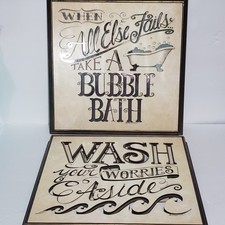 WHEN
All Else Fails
TAKE A
BUBBLE
BATH
WASH
your WORRIES
Aside